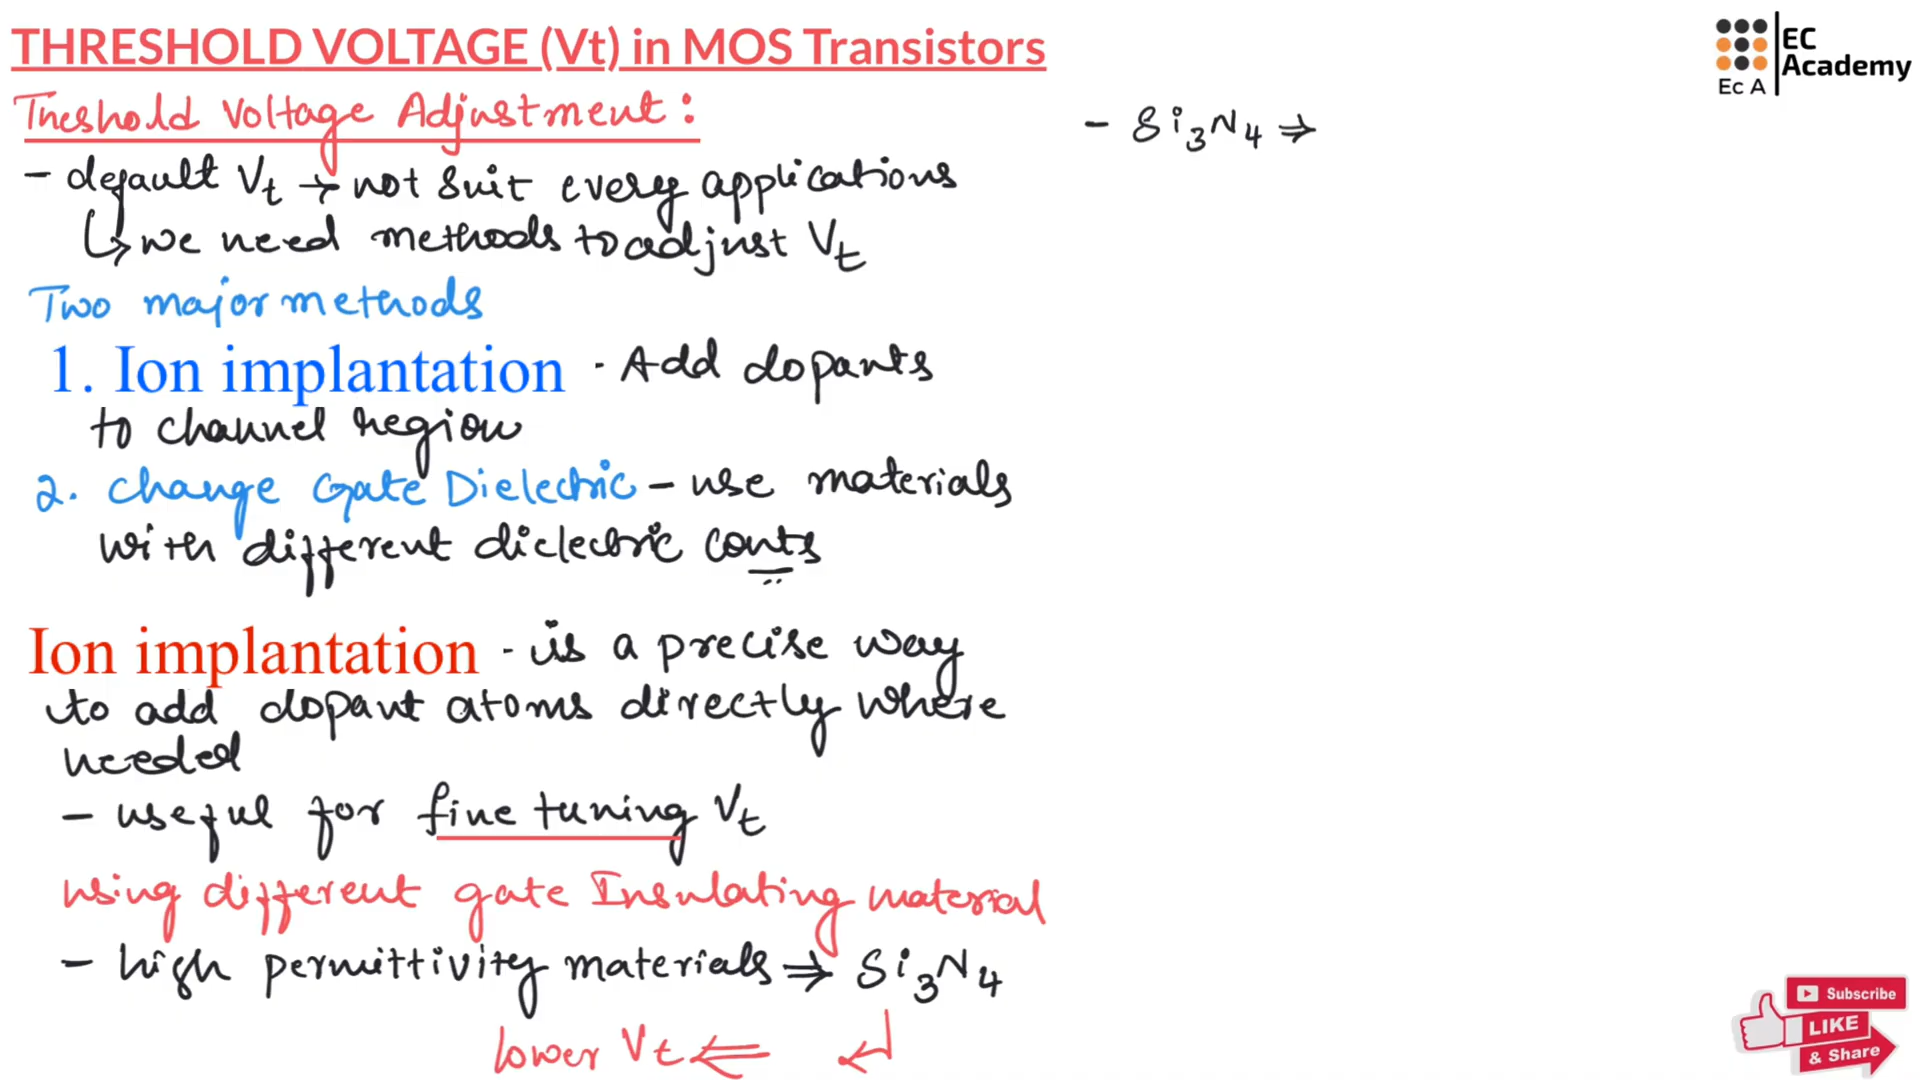 THRESHOLD VOLTAGE (Vt) in MOS Transistors
Threshold Voltage Adjustment :
- default Vt → not suit every applications
↳ we need methods to adjust Vt
Two major methods
1. Ion implantation - Add dopants
to channel region
2. Change Gate Dielectric - use materials
with different dielectric conts
Ion implantation - is a precise way
to add dopant atoms directly where
needed
- useful for fine tuning Vt
using different gate Insulating material
- high permittivity materials ⇒ Si3N4
lower Vt ⇐ ↵
- Si3N4 ⇒
EC
Academy
Ec A
Subscribe
LIKE
& Share